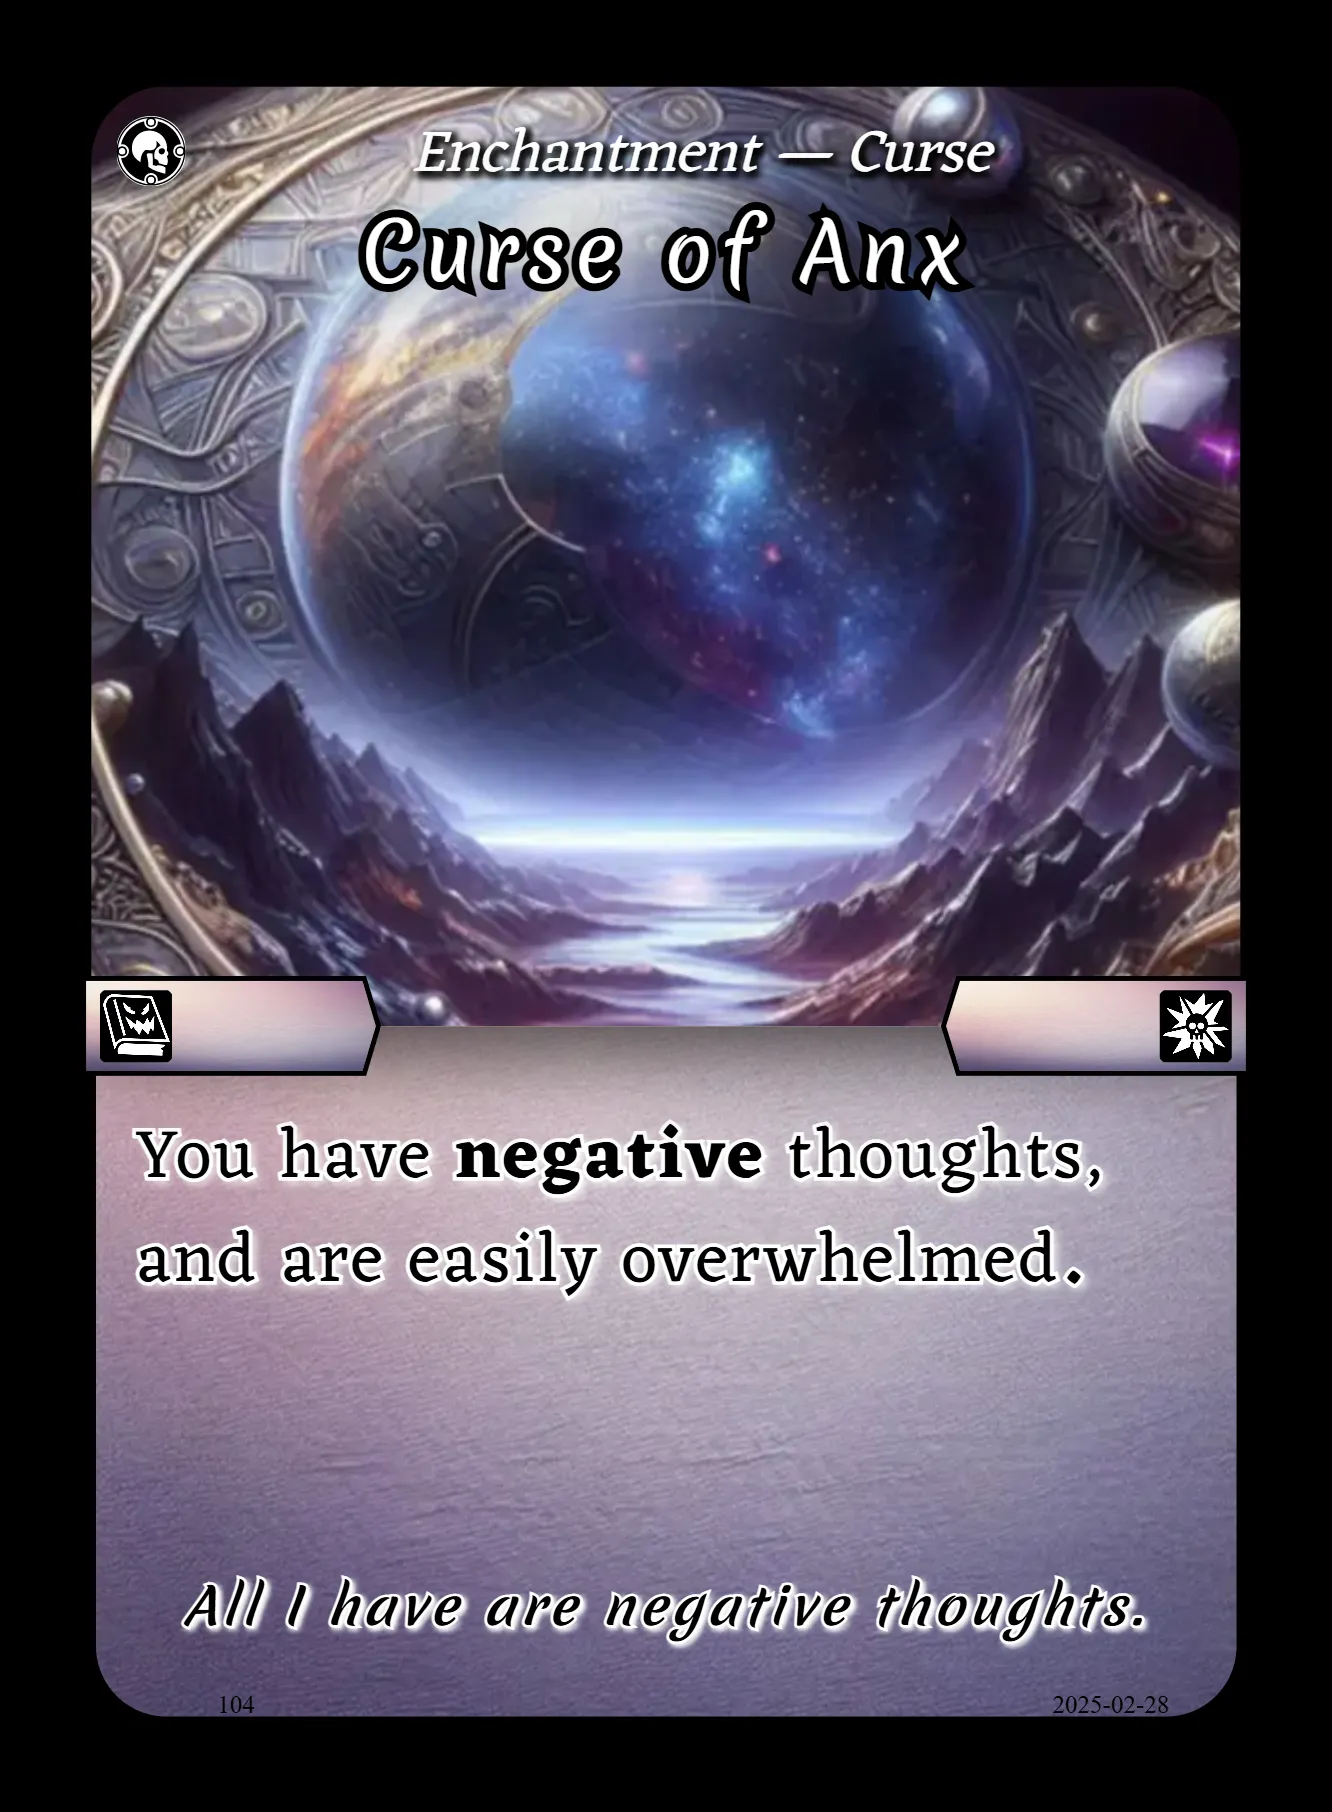 Enchantment — Curse
Curse of Anx
You have negative thoughts,
and are easily overwhelmed.
All I have are negative thoughts.
104
2025-02-28